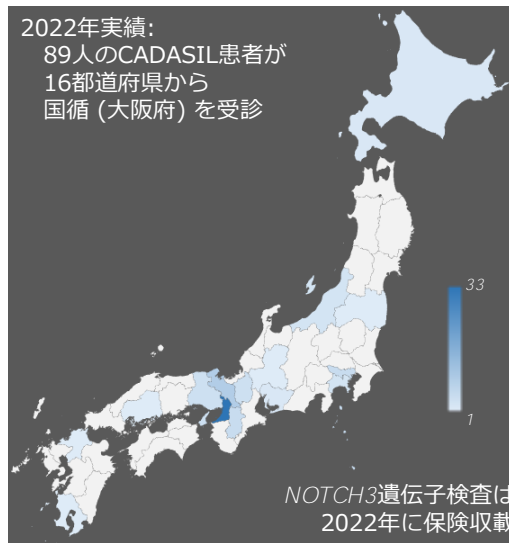 2022年実績:
89人のCADASIL患者が
16都道府県から
国循 (大阪府) を受診
33
1
NOTCH3遺伝子検査は
2022年に保険収載